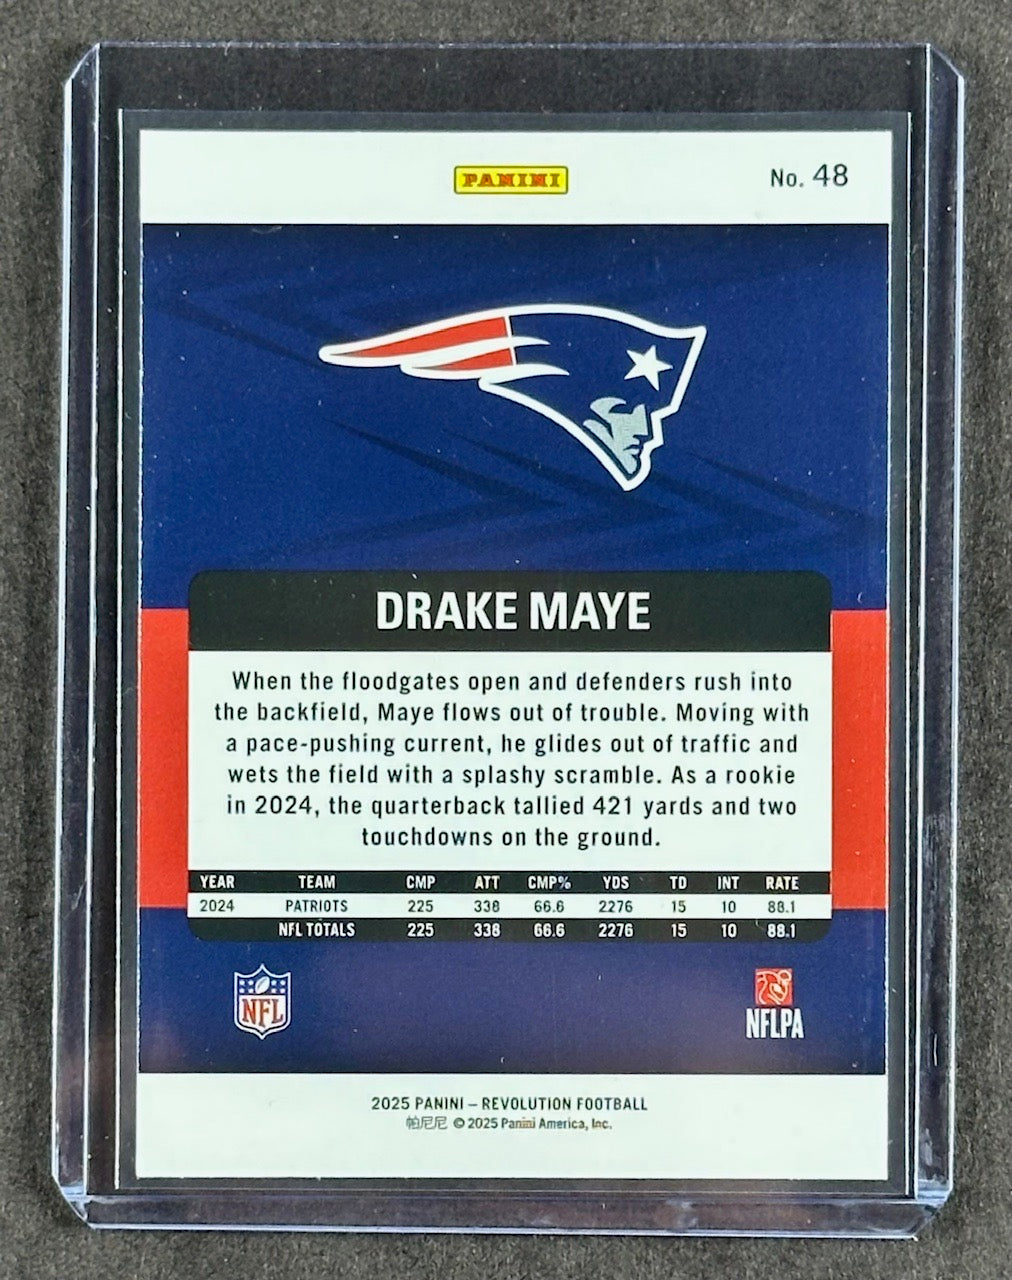 PANINI
No. 48
DRAKE MAYE
When the floodgates open and defenders rush into
the backfield, Maye flows out of trouble. Moving with
a pace-pushing current, he glides out of traffic and
wets the field with a splashy scramble. As a rookie
in 2024, the quarterback tallied 421 yards and two
touchdowns on the ground.
YEAR TEAM CMP ATT CMP% YDS TD INT RATE
2024 PATRIOTS 225 338 66.6 2276 15 10 88.1
NFL TOTALS 225 338 66.6 2276 15 10 88.1
NFL
NFLPA
2025 PANINI – REVOLUTION FOOTBALL
帕尼尼 © 2025 Panini America, Inc.